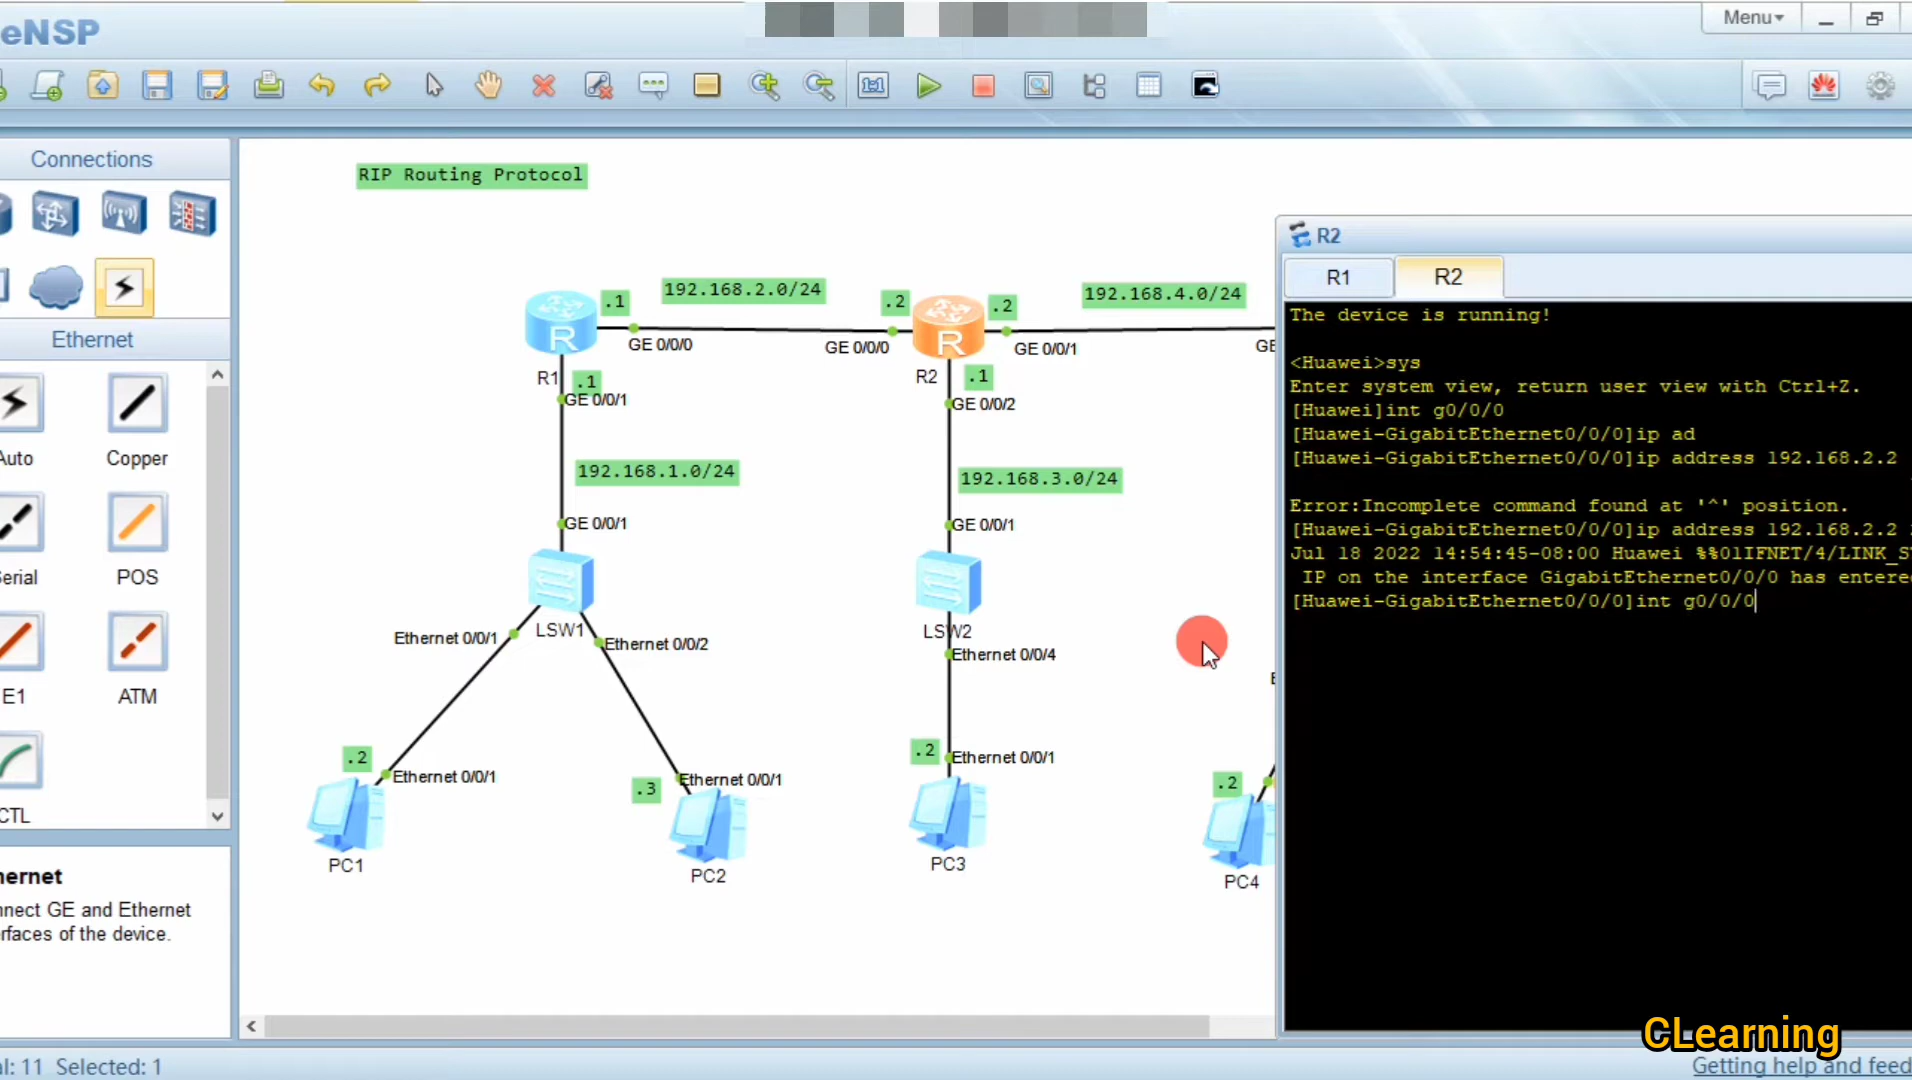 eNSP
Menu
Connections
Ethernet
Auto
Copper
Serial
POS
E1
ATM
CTL
hernet
nnect GE and Ethernet
rfaces of the device.
al: 11 Selected: 1
RIP Routing Protocol
192.168.2.0/24
192.168.4.0/24
.1
.2
.2
R
R
GE 0/0/0
GE 0/0/0
GE 0/0/1
GE
R1
.1
R2
.1
GE 0/0/1
GE 0/0/2
192.168.1.0/24
192.168.3.0/24
GE 0/0/1
GE 0/0/1
LSW1
LSW2
Ethernet 0/0/1
Ethernet 0/0/2
Ethernet 0/0/4
E
.2
Ethernet 0/0/1
.3
Ethernet 0/0/1
.2
Ethernet 0/0/1
.2
PC1
PC2
PC3
PC4
R2
R1
R2
The device is running!
<Huawei>sys
Enter system view, return user view with Ctrl+Z.
[Huawei]int g0/0/0
[Huawei-GigabitEthernet0/0/0]ip ad
[Huawei-GigabitEthernet0/0/0]ip address 192.168.2.2
Error:Incomplete command found at '^' position.
[Huawei-GigabitEthernet0/0/0]ip address 192.168.2.2
Jul 18 2022 14:54:45-08:00 Huawei %%01IFNET/4/LINK_ST
IP on the interface GigabitEthernet0/0/0 has entere
[Huawei-GigabitEthernet0/0/0]int g0/0/0
CLearning
Getting help and feed